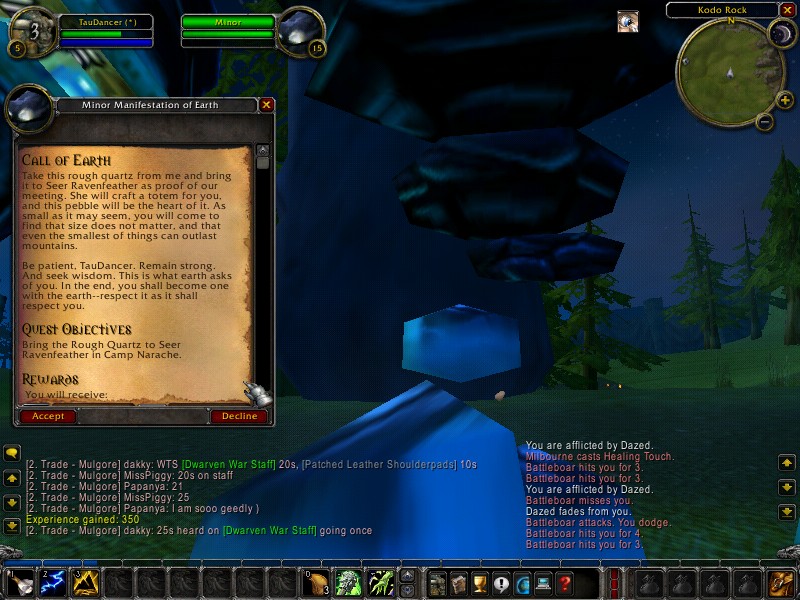 TauDancer (*)
5
Minor
15
Kodo Rock
N
Minor Manifestation of Earth
Call of Earth
Take this rough quartz from me and bring
it to Seer Ravenfeather as proof of our
meeting. She will craft a totem for you,
and this pebble will be the heart of it. As
small as it may seem, you will come to
find that size does not matter, and that
even the smallest of things can outlast
mountains.
Be patient, TauDancer. Remain strong.
And seek wisdom. This is what earth asks
of you. In the end, you shall become one
with the earth--respect it as it shall
respect you.
Quest Objectives
Bring the Rough Quartz to Seer
Ravenfeather in Camp Narache.
Rewards
You will receive:
Accept
Decline
[2. Trade - Mulgore] dakky: WTS [Dwarven War Staff] 20s, [Patched Leather Shoulderpads] 10s
[2. Trade - Mulgore] MissPiggy: 20s on staff
[2. Trade - Mulgore] Papanya: 21
[2. Trade - Mulgore] MissPiggy: 25
[2. Trade - Mulgore] Papanya: I am sooo geedly )
Experience gained: 350
[2. Trade - Mulgore] dakky: 25s heard on [Dwarven War Staff] going once
You are afflicted by Dazed.
Milbourne casts Healing Touch.
Battleboar hits you for 3.
Battleboar hits you for 3.
You are afflicted by Dazed.
Battleboar misses you.
Dazed fades from you.
Battleboar attacks. You dodge.
Battleboar hits you for 4.
Battleboar hits you for 3.
2
3
0
3